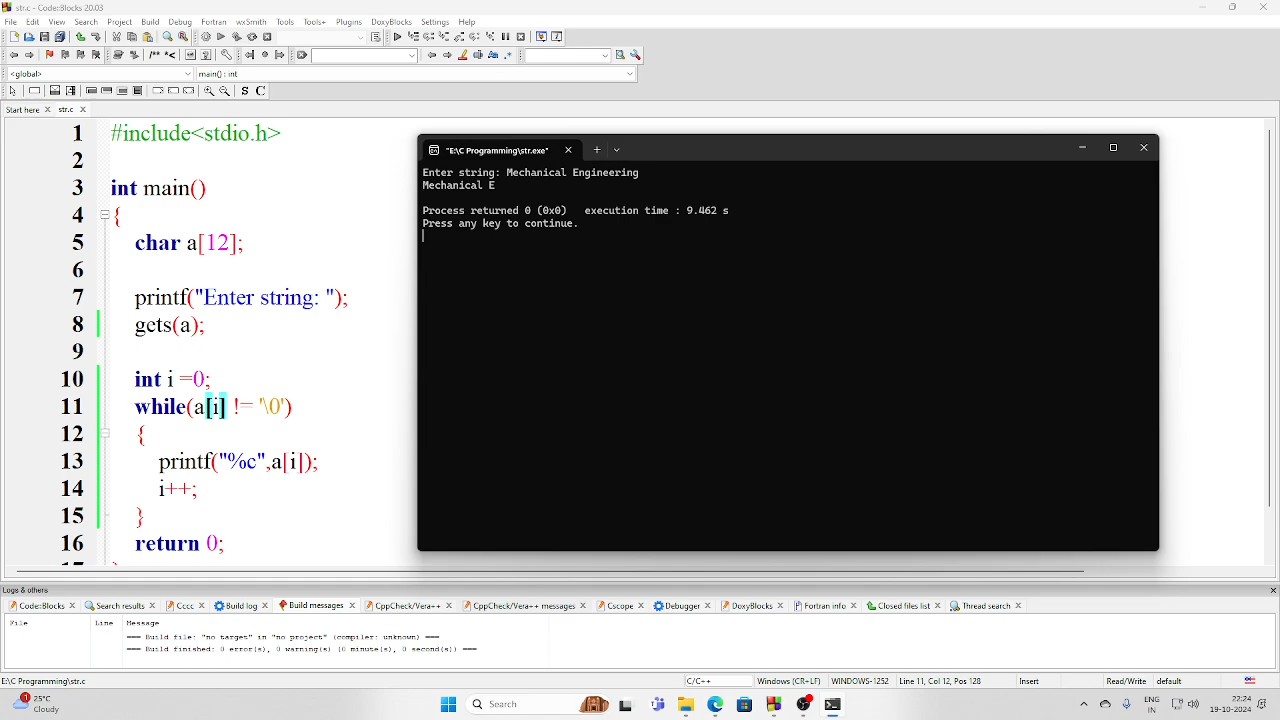 str.c - Code::Blocks 20.03
File Edit View Search Project Build Debug Fortran wxSmith Tools Tools+ Plugins DoxyBlocks Settings Help
/** *<
<global> main() : int
S C
Start here str.c
1 #include<stdio.h>
2
3 int main()
4 {
5 char a[12];
6
7 printf("Enter string: ");
8 gets(a);
9
10 int i =0;
11 while(a[i] != '\0')
12 {
13 printf("%c",a[i]);
14 i++;
15 }
16 return 0;
"E:\C Programming\str.exe"
Enter string: Mechanical Engineering
Mechanical E
Process returned 0 (0x0) execution time : 9.462 s
Press any key to continue.
Logs & others
Code::Blocks Search results Cccc Build log Build messages CppCheck/Vera++ CppCheck/Vera++ messages Cscope Debugger DoxyBlocks Fortran info Closed files list Thread search
File Line Message
=== Build file: "no target" in "no project" (compiler: unknown) ===
=== Build finished: 0 error(s), 0 warning(s) (0 minute(s), 0 second(s)) ===
E:\C Programming\str.c C/C++ Windows (CR+LF) WINDOWS-1252 Line 11, Col 12, Pos 128 Insert Read/Write default
1 25°C
Cloudy
Search
ENG
IN
22:24
19-10-2024